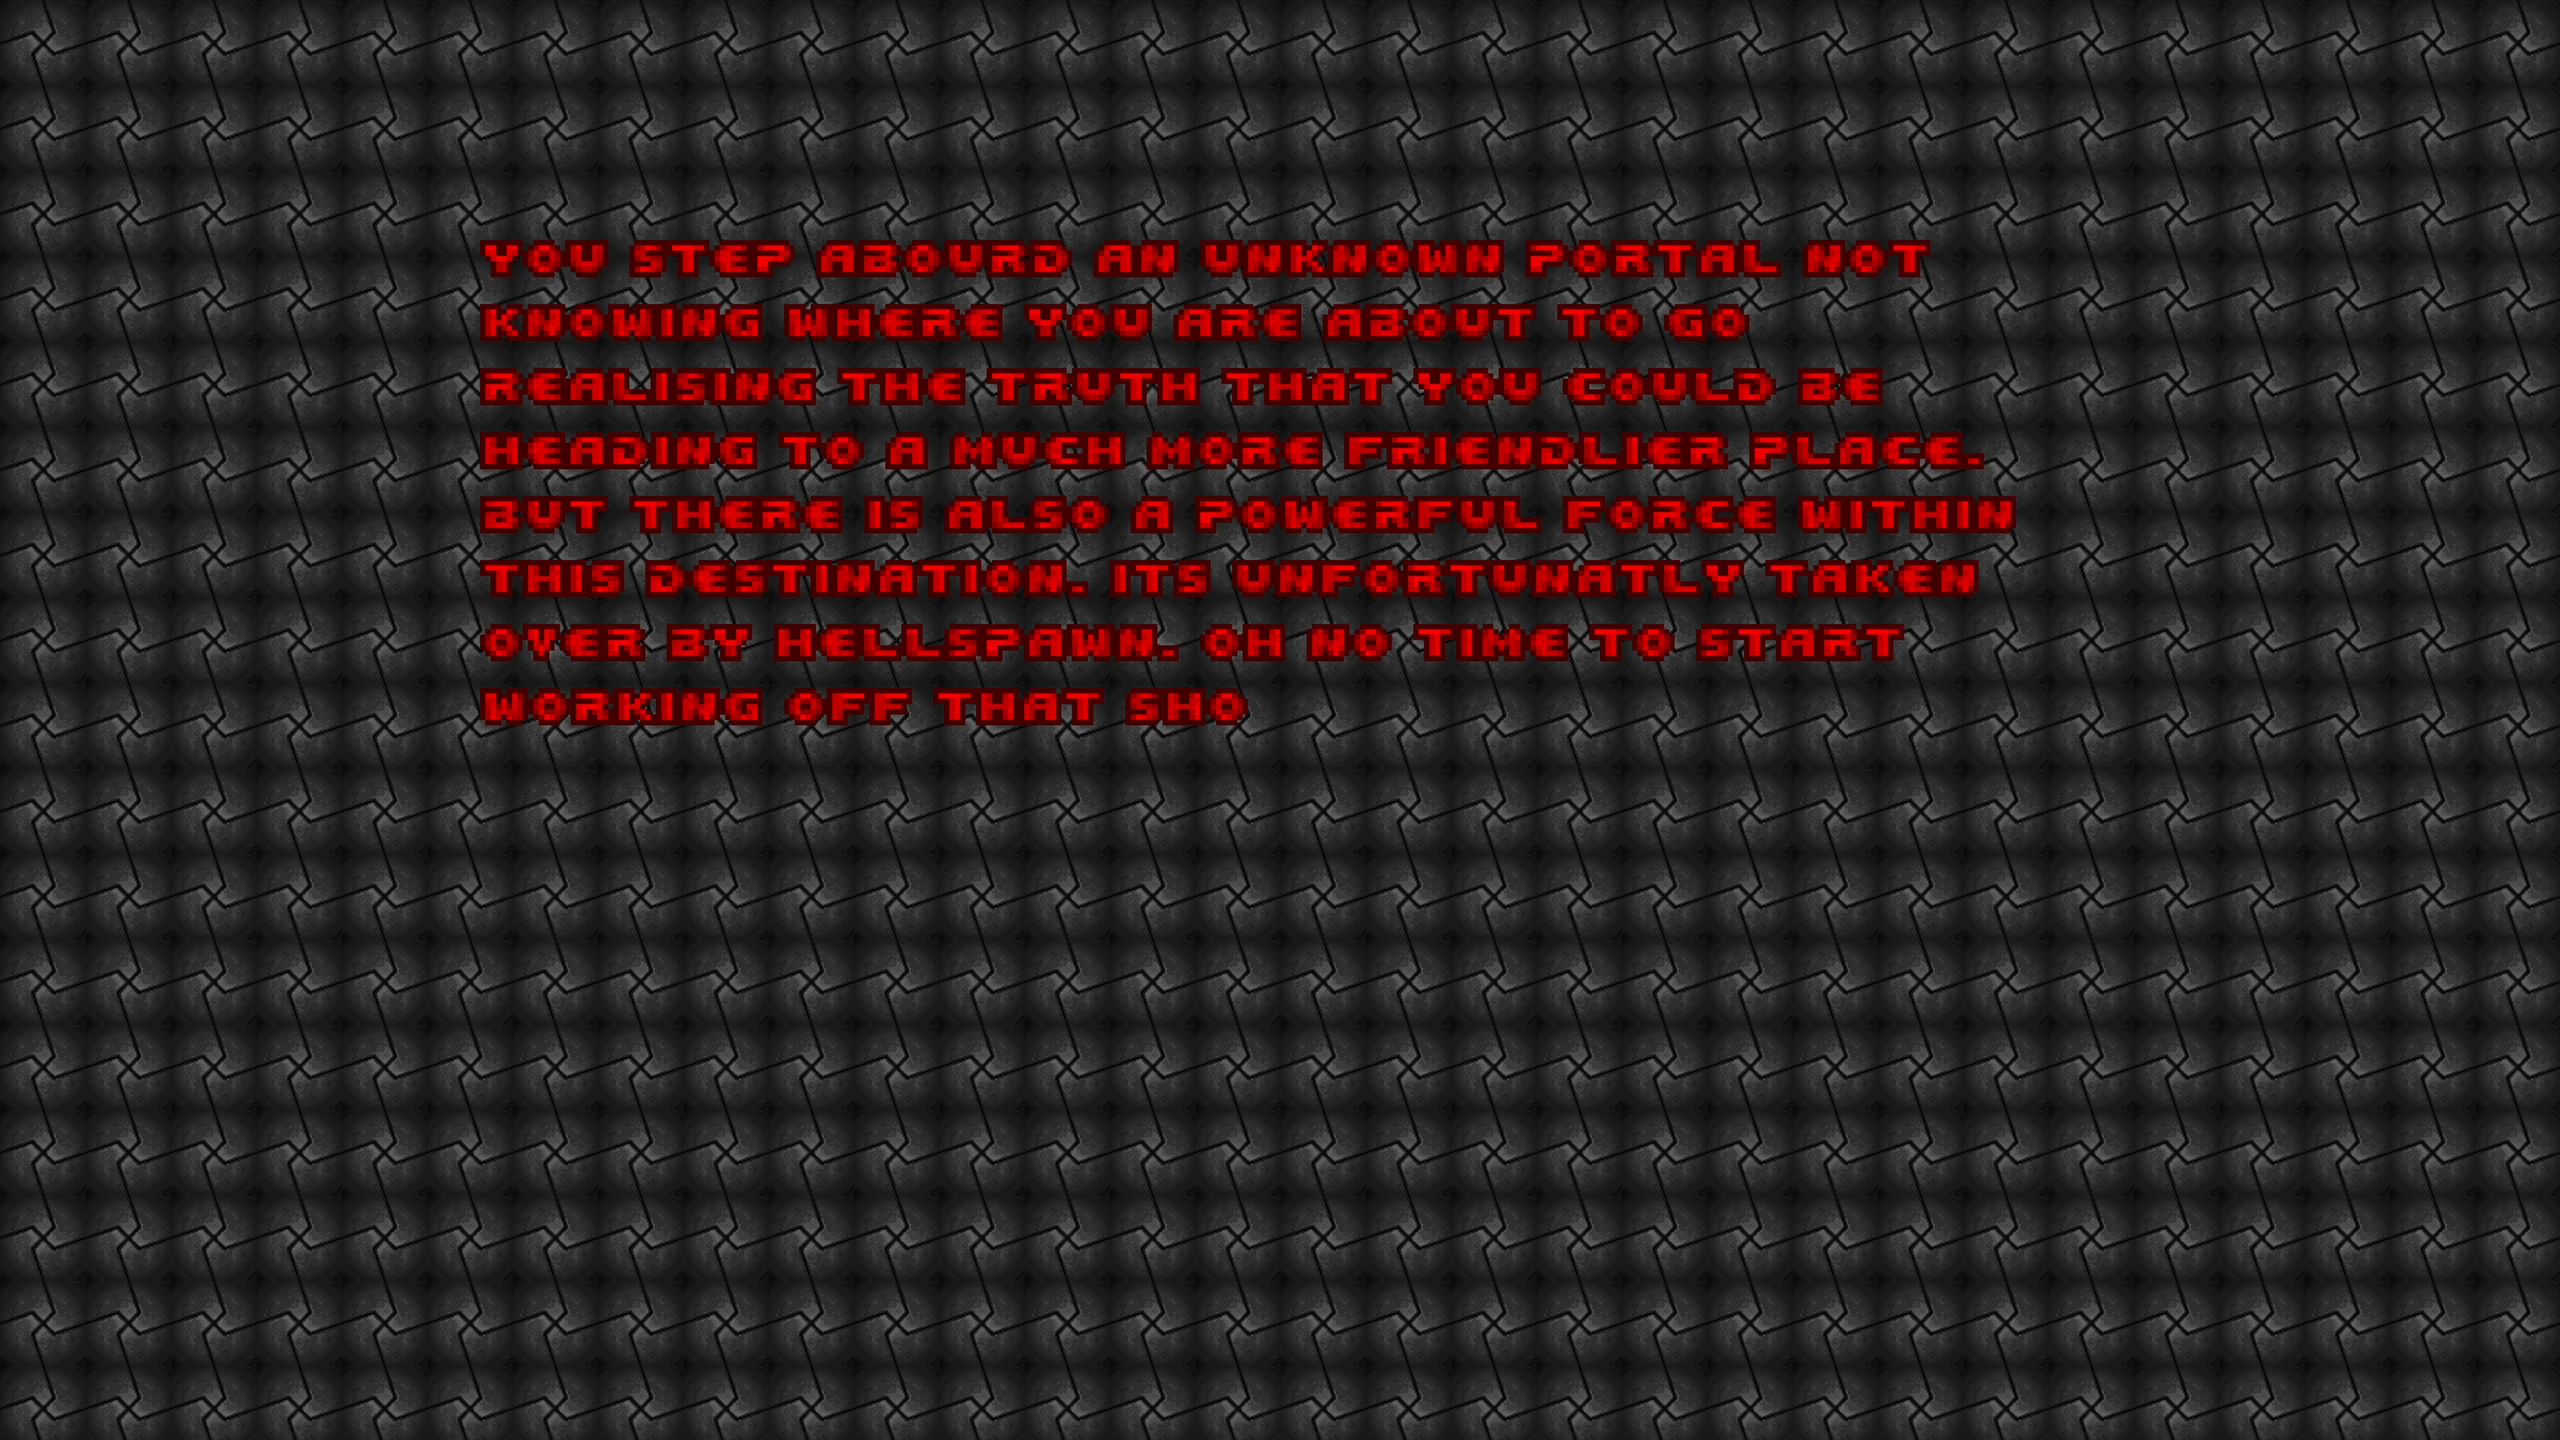 YOU STEP ABOURD AN UNKNOWN PORTAL NOT
KNOWING WHERE YOU ARE ABOUT TO GO
REALISING THE TRUTH THAT YOU COULD BE
HEADING TO A MUCH MORE FRIENDLIER PLACE.
BUT THERE IS ALSO A POWERFUL FORCE WITHIN
THIS DESTINATION. ITS UNFORTUNATLY TAKEN
OVER BY HELLSPAWN. OH NO TIME TO START
WORKING OFF THAT SHO